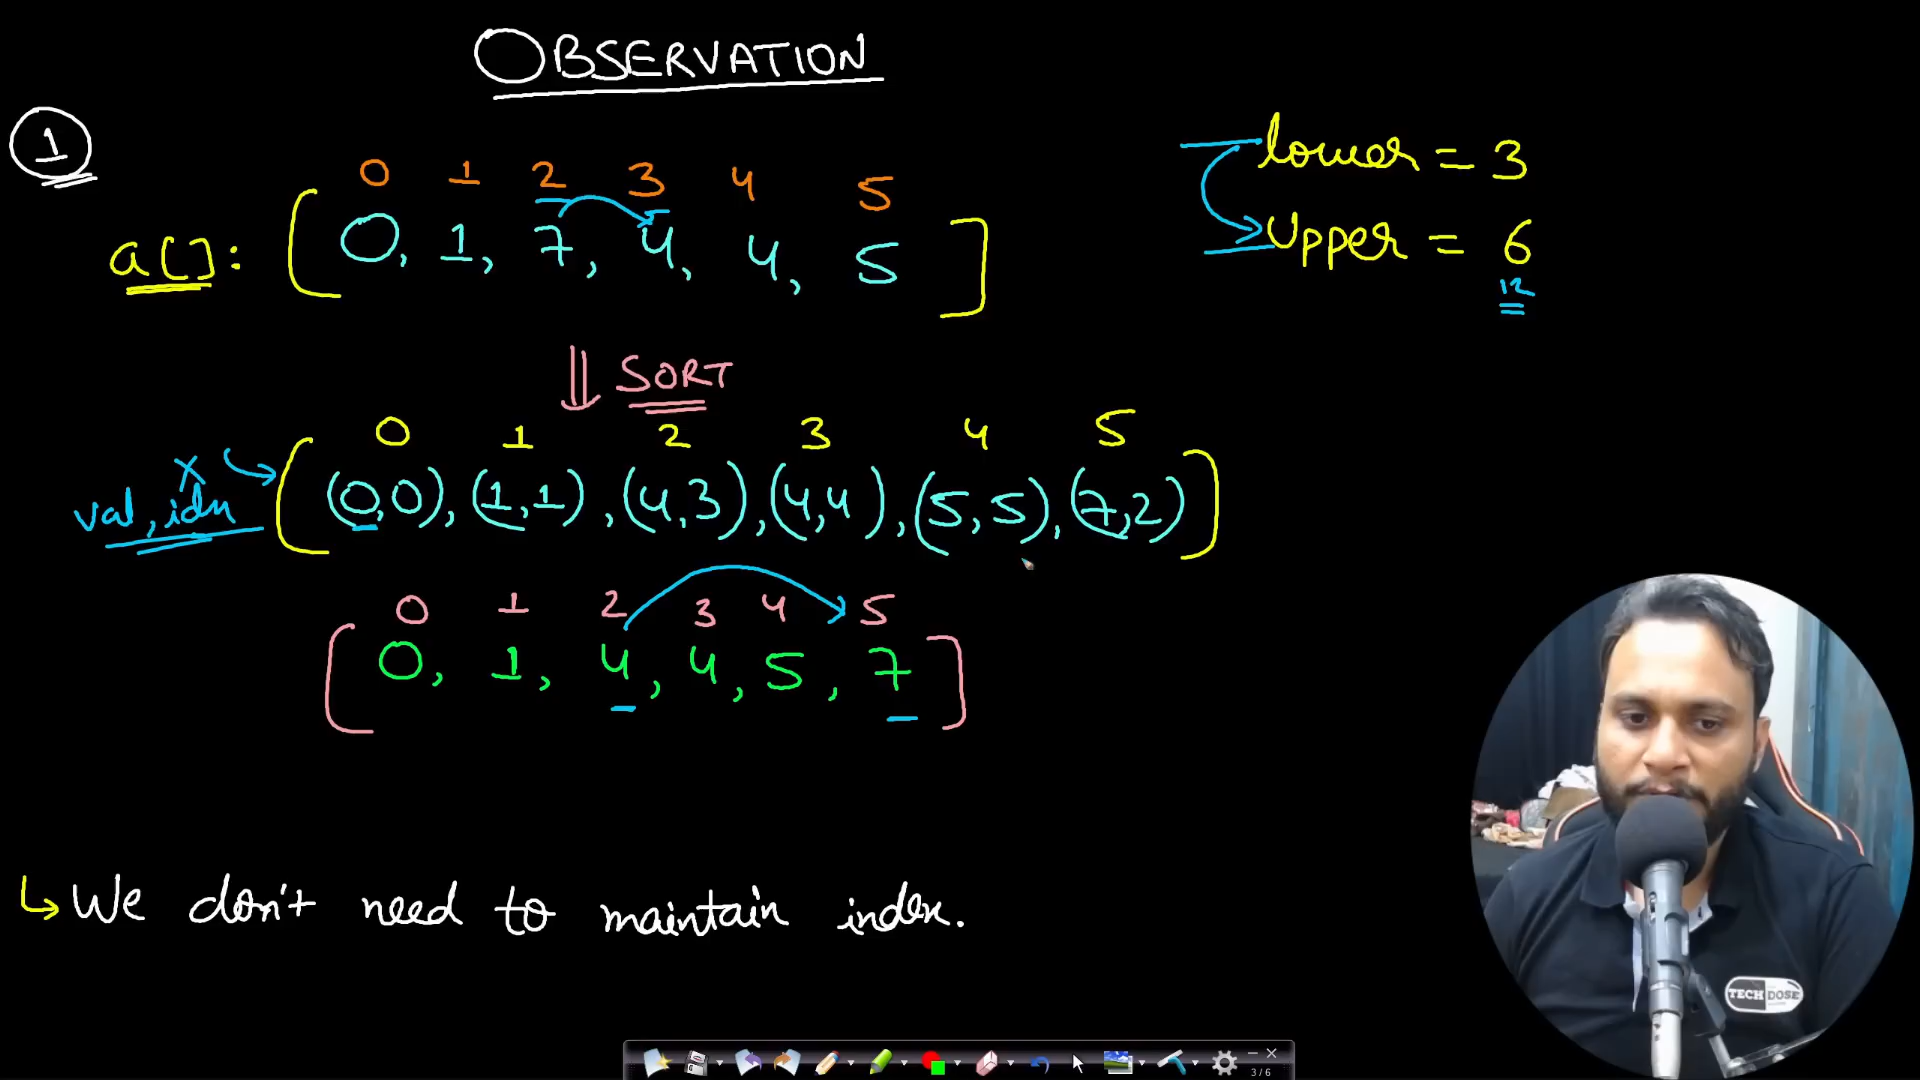 OBSERVATION
1
lower = 3
0 1 2 3 4 5
a[]: [0, 1, 7, 4, 4, 5]
Upper = 6
12
SORT
0 1 2 3 4 5
x
val, idx [(0,0), (1,1), (4,3), (4,4), (5,5), (7,2)]
0 1 2 3 4 5
[0, 1, 4, 4, 5, 7]
↳ We don't need to maintain index.
TECH DOSE
3/6